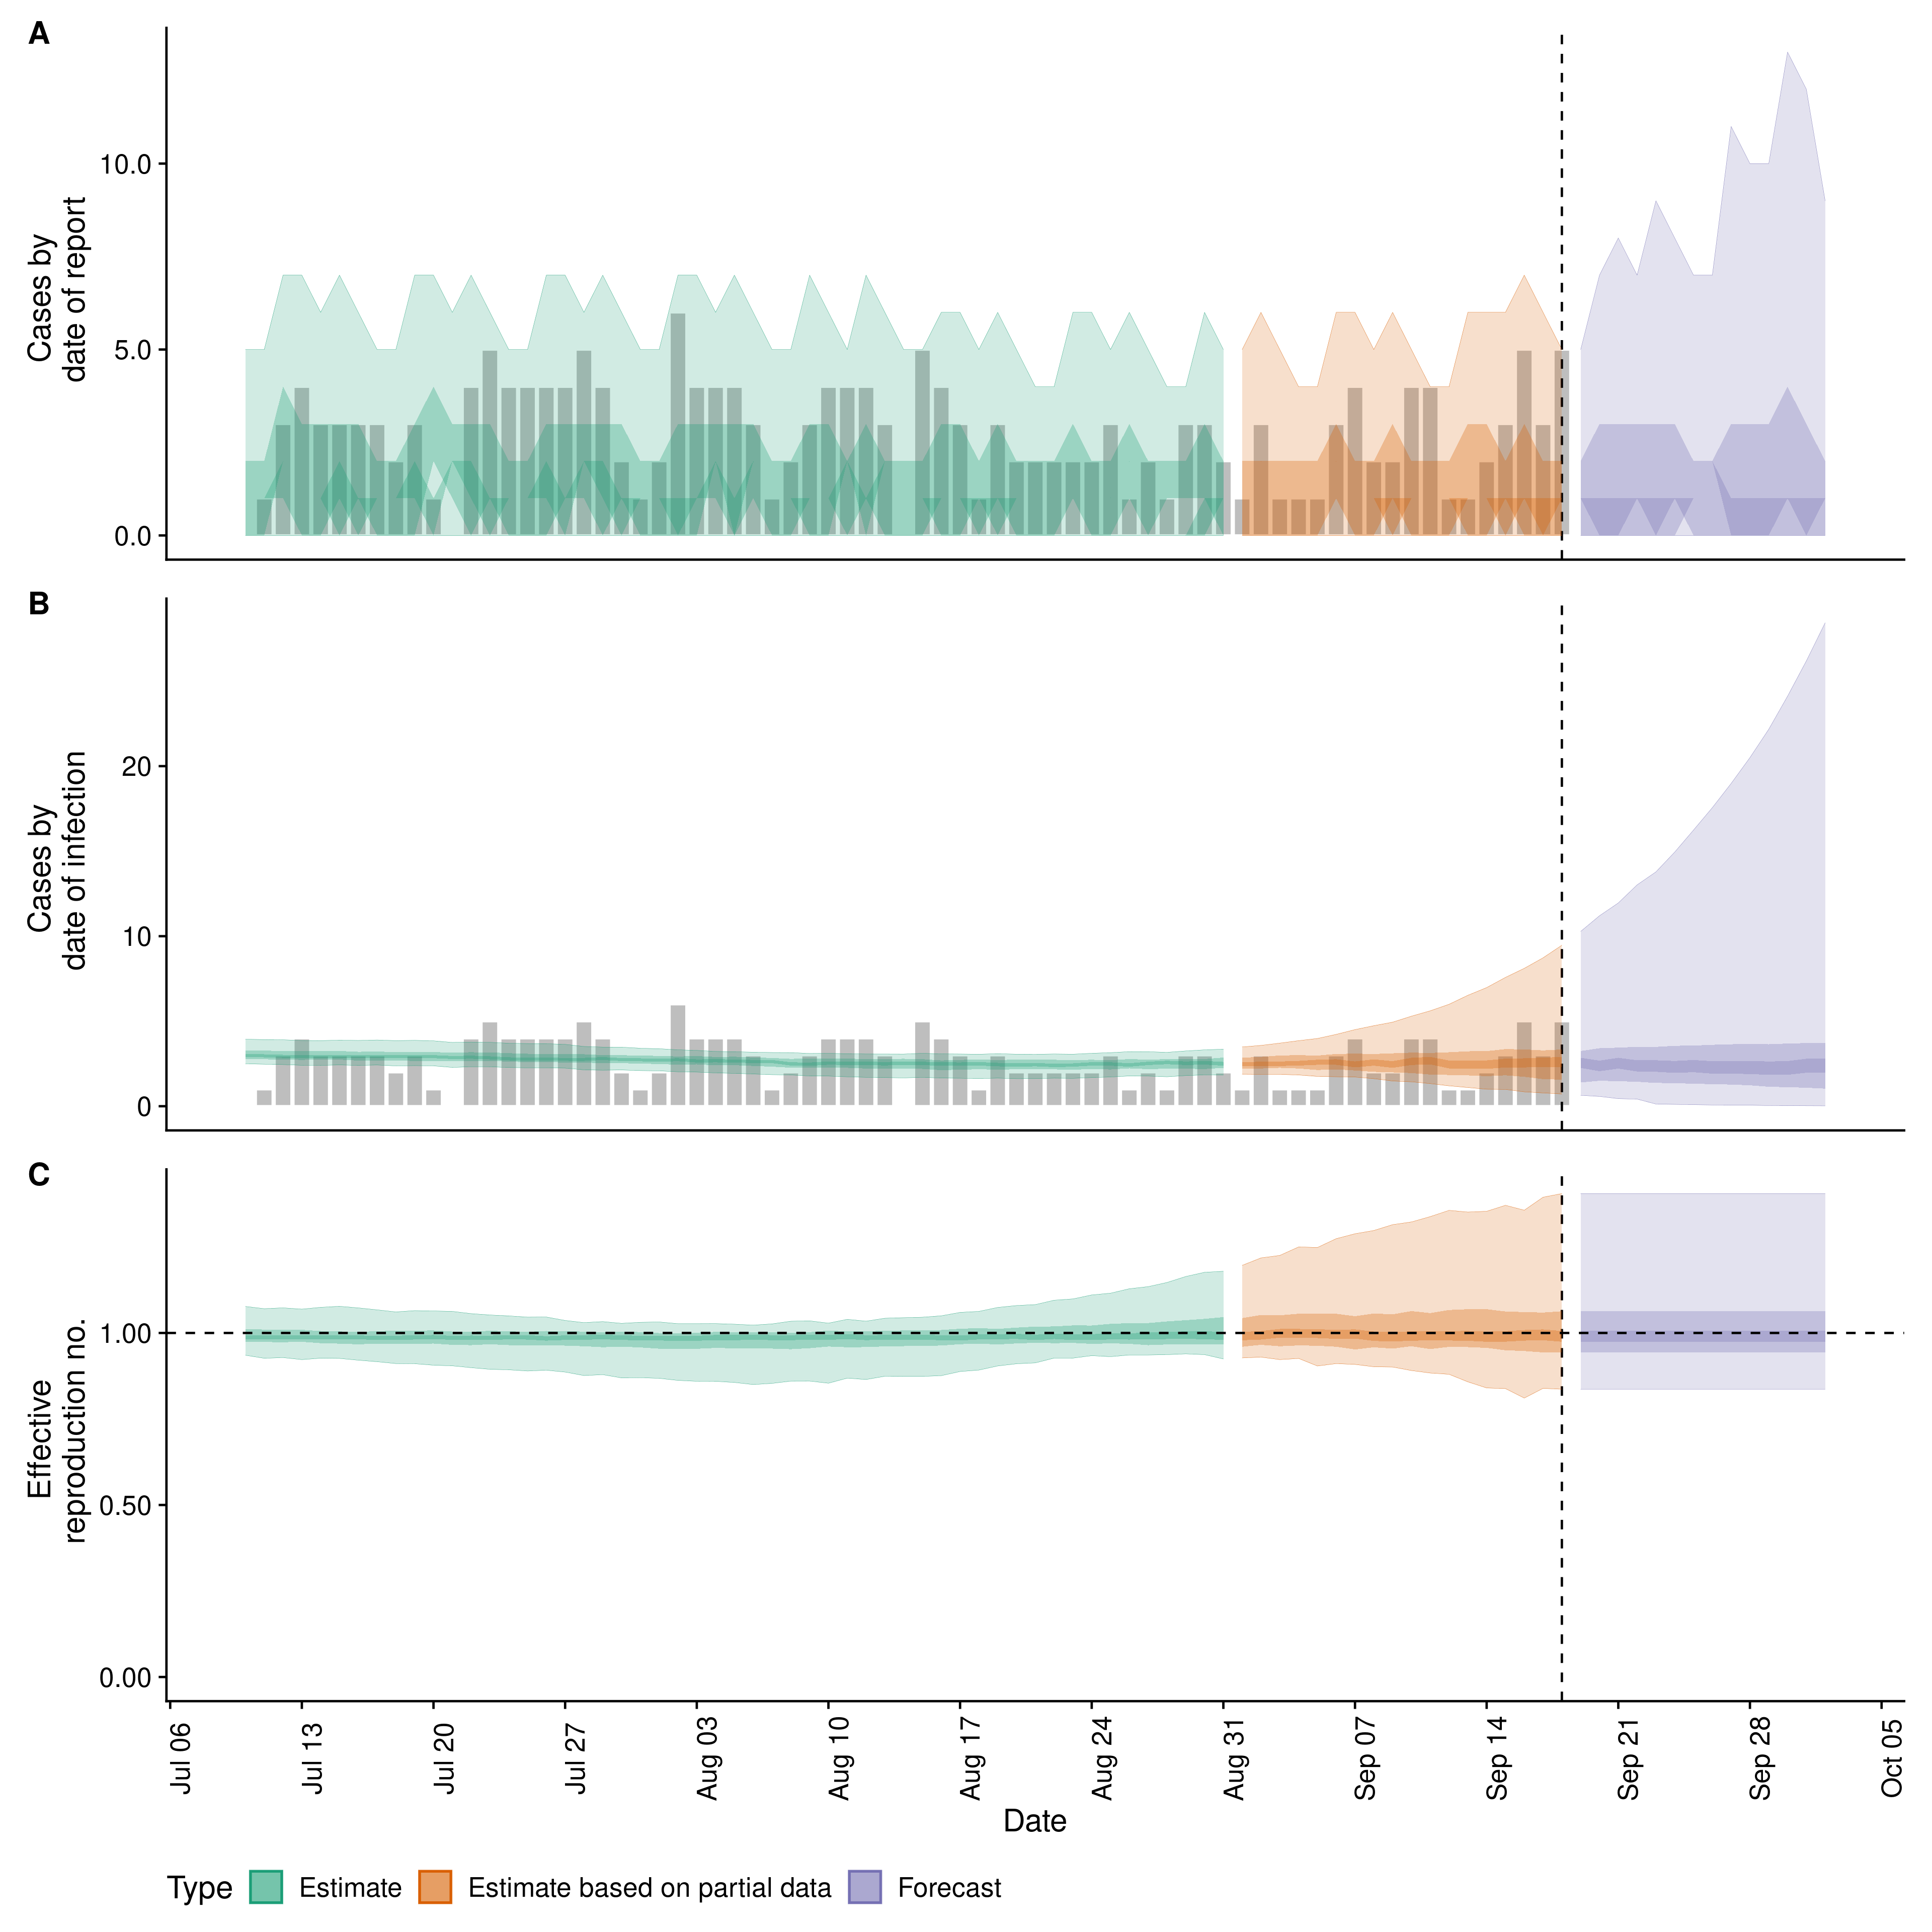 A
Cases by
date of report
10.0
5.0
0.0
B
Cases by
date of infection
20
10
0
C
Effective
reproduction no.
1.00
0.50
0.00
Jul 06
Jul 13
Jul 20
Jul 27
Aug 03
Aug 10
Aug 17
Aug 24
Aug 31
Sep 07
Sep 14
Sep 21
Sep 28
Oct 05
Date
Type Estimate Estimate based on partial data Forecast